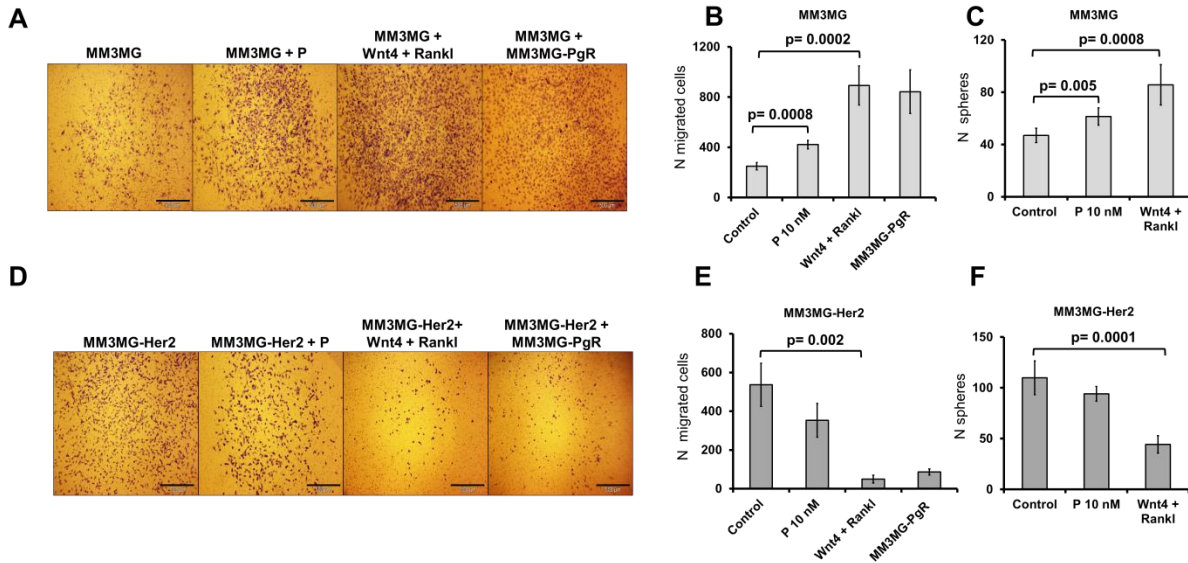 A
MM3MG
MM3MG + P
MM3MG +
Wnt4 + Rankl
MM3MG +
MM3MG-PgR
B
MM3MG
p= 0.0002
p= 0.0008
N migrated cells
1200
800
400
0
Control
P 10 nM
Wnt4 + Rankl
MM3MG-PgR
C
MM3MG
p= 0.0008
p= 0.005
N spheres
120
80
40
0
Control
P 10 nM
Wnt4 +
Rankl
D
MM3MG-Her2
MM3MG-Her2 + P
MM3MG-Her2+
Wnt4 + Rankl
MM3MG-Her2 +
MM3MG-PgR
E
MM3MG-Her2
p= 0.002
N migrated cells
800
600
400
200
0
Control
P 10 nM
Wnt4 + Rankl
MM3MG-PgR
F
MM3MG-Her2
p= 0.0001
N spheres
150
100
50
0
Control
P 10 nM
Wnt4 +
Rankl